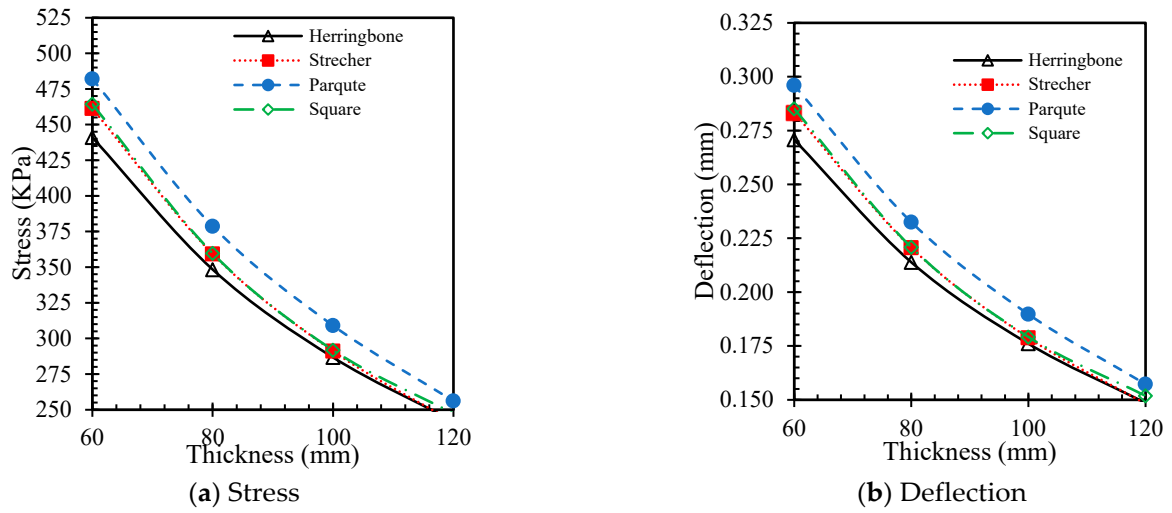 525
500
475
450
425
400
375
350
325
300
275
250
Stress (KPa)
Herringbone
Strecher
Parqute
Square
60
80
100
120
Thickness (mm)
(a) Stress
0.325
0.300
0.275
0.250
0.225
0.200
0.175
0.150
Deflection (mm)
Herringbone
Strecher
Parqute
Square
60
80
100
120
Thickness (mm)
(b) Deflection